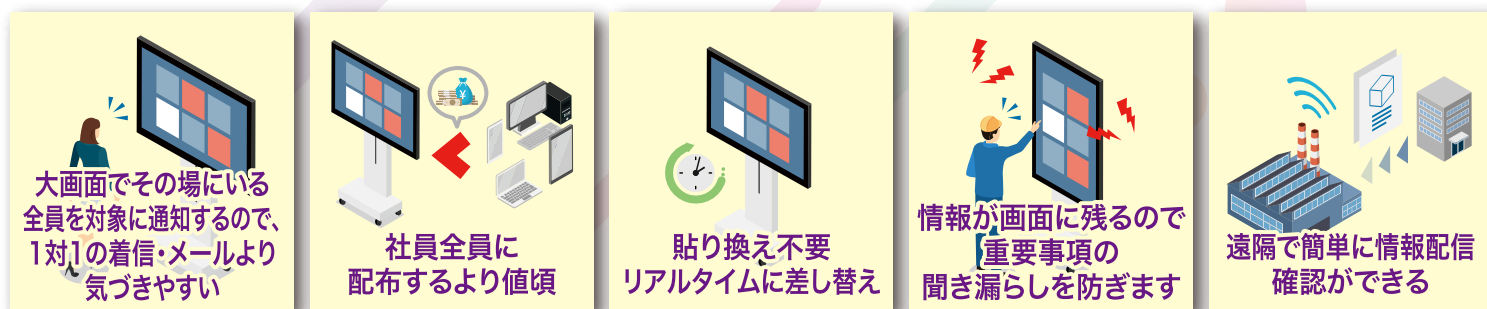 大画面でその場にいる
全員を対象に通知するので、
1対1の着信・メールより
気づきやすい
¥
社員全員に
配布するより値頃
貼り換え不要
リアルタイムに差し替え
情報が画面に残るので
重要事項の
聞き漏らしを防ぎます
遠隔で簡単に情報配信
確認ができる